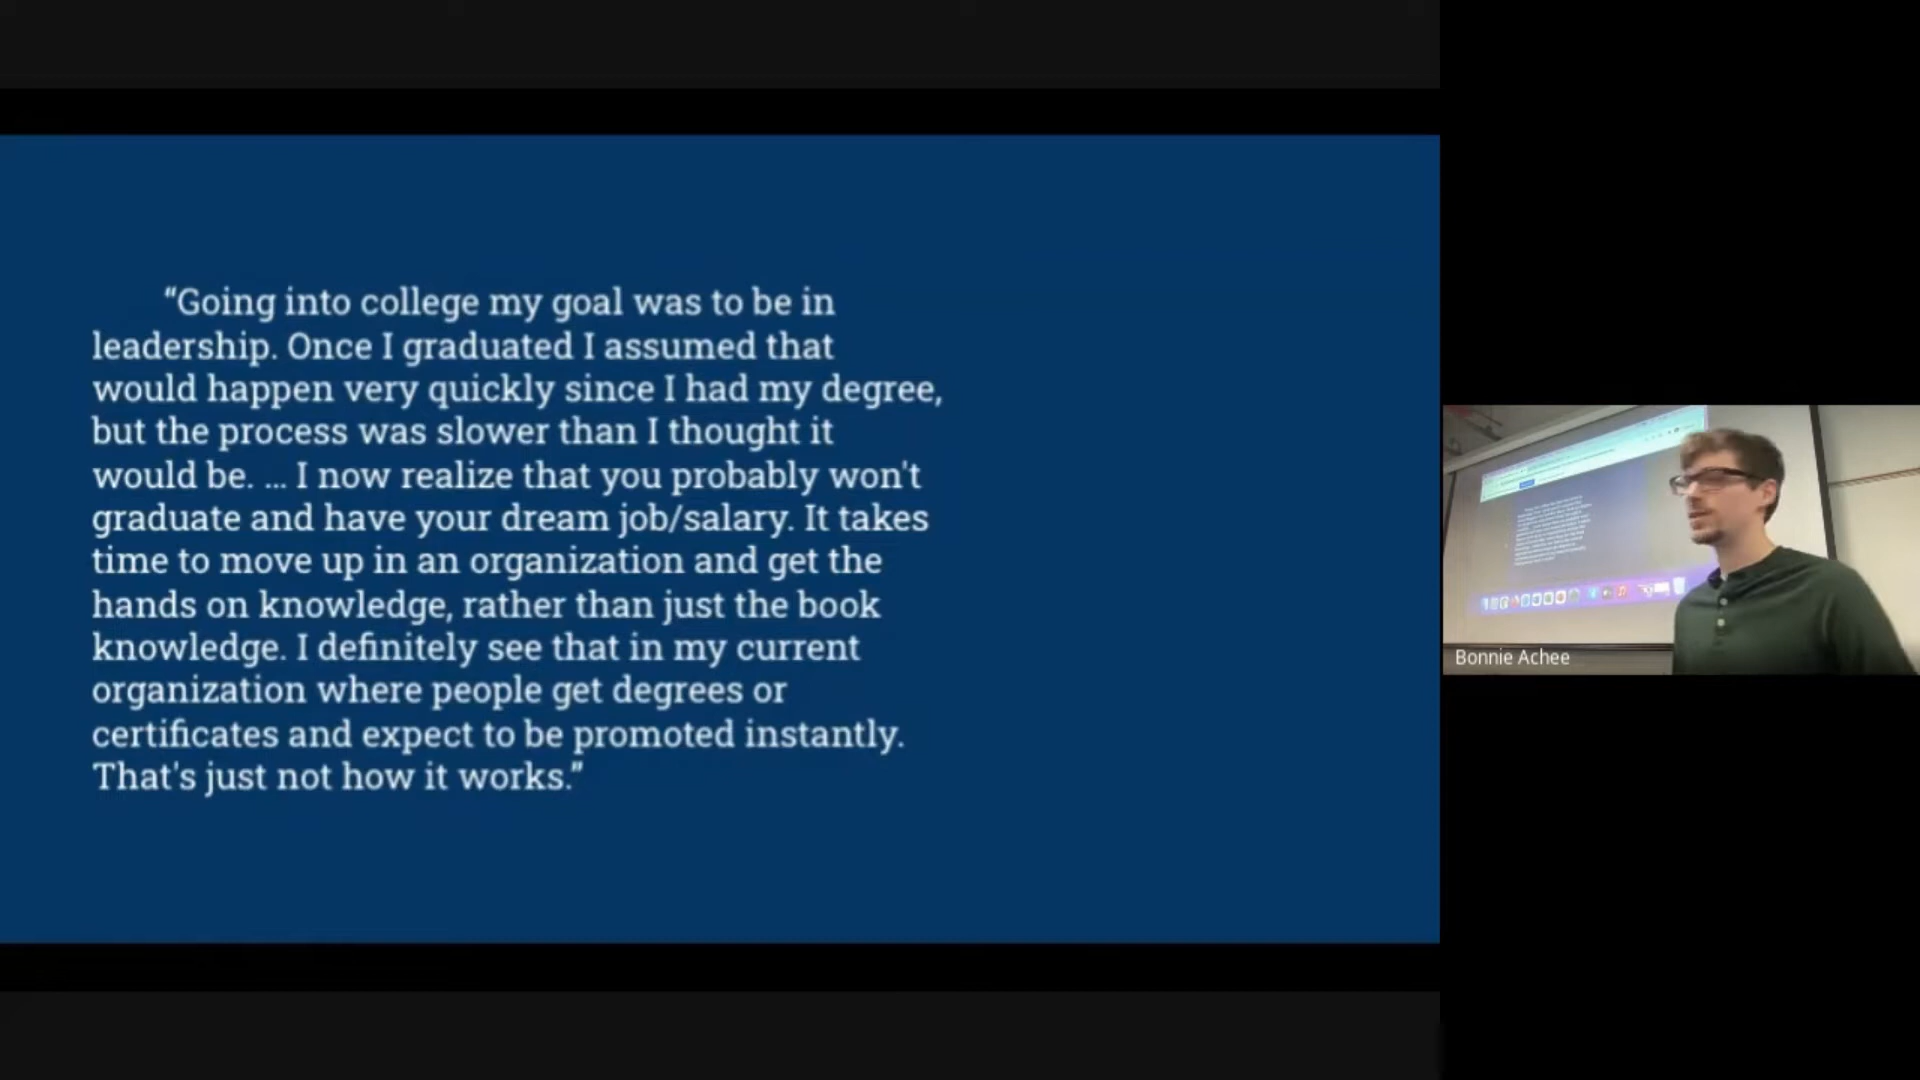 “Going into college my goal was to be in
leadership. Once I graduated I assumed that
would happen very quickly since I had my degree,
but the process was slower than I thought it
would be. ... I now realize that you probably won't
graduate and have your dream job/salary. It takes
time to move up in an organization and get the
hands on knowledge, rather than just the book
knowledge. I definitely see that in my current
organization where people get degrees or
certificates and expect to be promoted instantly.
That's just not how it works.”
Bonnie Achee